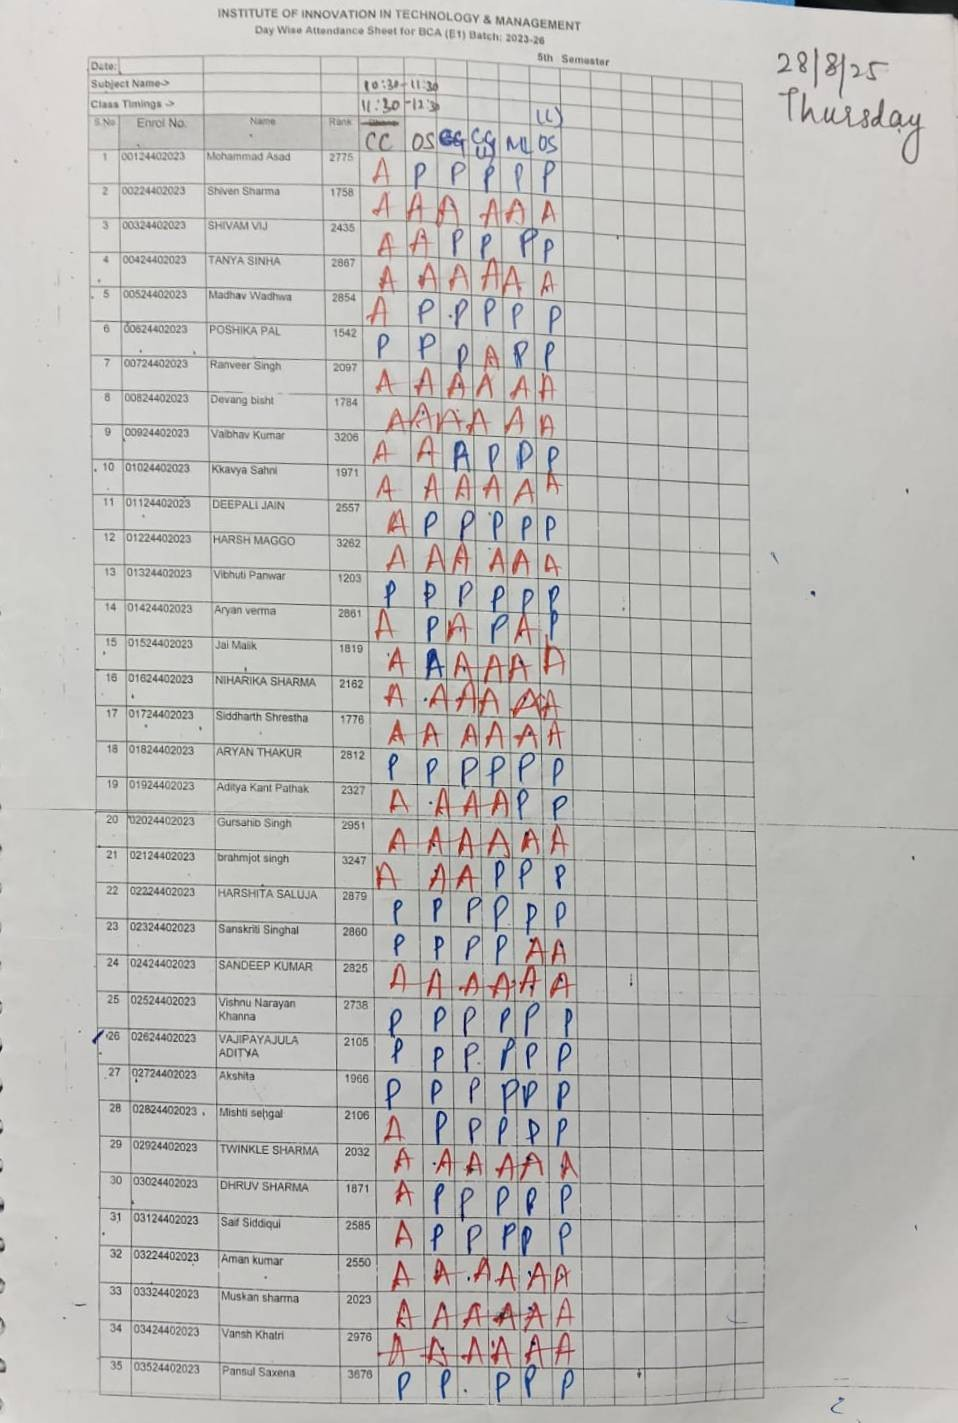 INSTITUTE OF INNOVATION IN TECHNOLOGY & MANAGEMENT
Day Wise Attendance Sheet for BCA (E1) Batch: 2023-26
5th Semester
28/8/25
Thursday
Date:
Subject Name-> 10:30-11:30
Class Timings -> 11:30-12:30
S.No Enrol No. Name Rank CC OS CG CG (L) ML OS (L)
1 00124402023 Mohammad Asad 2775 A P P P P P
2 00224402023 Shiven Sharma 1758 A A A A A A
3 00324402023 SHIVAM VIJ 2435 A A P P P P
4 00424402023 TANYA SINHA 2867 A A A A A A
5 00524402023 Madhav Wadhwa 2854 A P P P P P
6 00624402023 POSHIKA PAL 1542 P P P A P P
7 00724402023 Ranveer Singh 2097 A A A A A A
8 00824402023 Devang bisht 1784 A A A A A A
9 00924402023 Vaibhav Kumar 3206 A A A P P P
10 01024402023 Kkavya Sahni 1971 A A A A A A
11 01124402023 DEEPALI JAIN 2557 A P P P P P
12 01224402023 HARSH MAGGO 3262 A A A A A A
13 01324402023 Vibhuti Panwar 1203 P P P P P P
14 01424402023 Aryan verma 2861 A P A P A P
15 01524402023 Jai Malik 1819 A A A A A A
16 01624402023 NIHARIKA SHARMA 2162 A A A A A A
17 01724402023 Siddharth Shrestha 1776 A A A A A A
18 01824402023 ARYAN THAKUR 2812 P P P P P P
19 01924402023 Aditya Kant Pathak 2327 A A A A P P
20 02024402023 Gursahib Singh 2951 A A A A A A
21 02124402023 brahmjot singh 3247 A A A P P P
22 02224402023 HARSHITA SALUJA 2879 P P P P P P
23 02324402023 Sanskriti Singhal 2860 P P P P A A
24 02424402023 SANDEEP KUMAR 2825 A A A A A A
25 02524402023 Vishnu Narayan Khanna 2738 P P P P P P
26 02624402023 VAJIPAYAJULA ADITYA 2105 P P P P P P
27 02724402023 Akshita 1966 P P P P P P
28 02824402023 Mishti sehgal 2106 A P P P P P
29 02924402023 TWINKLE SHARMA 2032 A A A A A A
30 03024402023 DHRUV SHARMA 1871 A P P P P P
31 03124402023 Saif Siddiqui 2585 A P P P P P
32 03224402023 Aman kumar 2550 A A A A A A
33 03324402023 Muskan sharma 2023 A A A A A A
34 03424402023 Vansh Khatri 2976 A A A A A A
35 03524402023 Pansul Saxena 3676 P P P P P